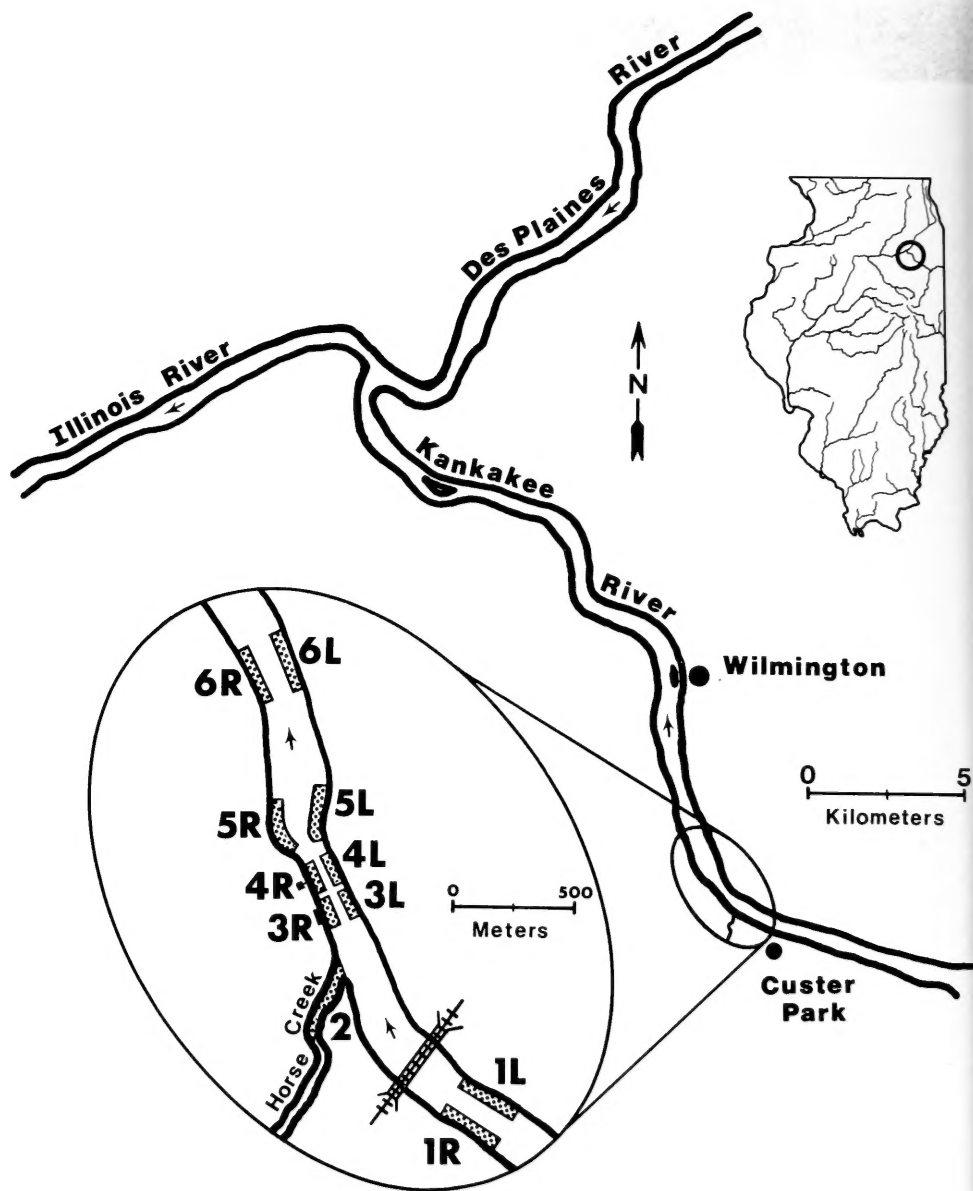 River
Des Plaines
Illinois River
N
Kankakee
River
Wilmington
0 5
Kilometers
Custer
Park
6L
6R
5L
5R
4L
4R
3L
3R
0 500
Meters
Horse Creek
2
1L
1R